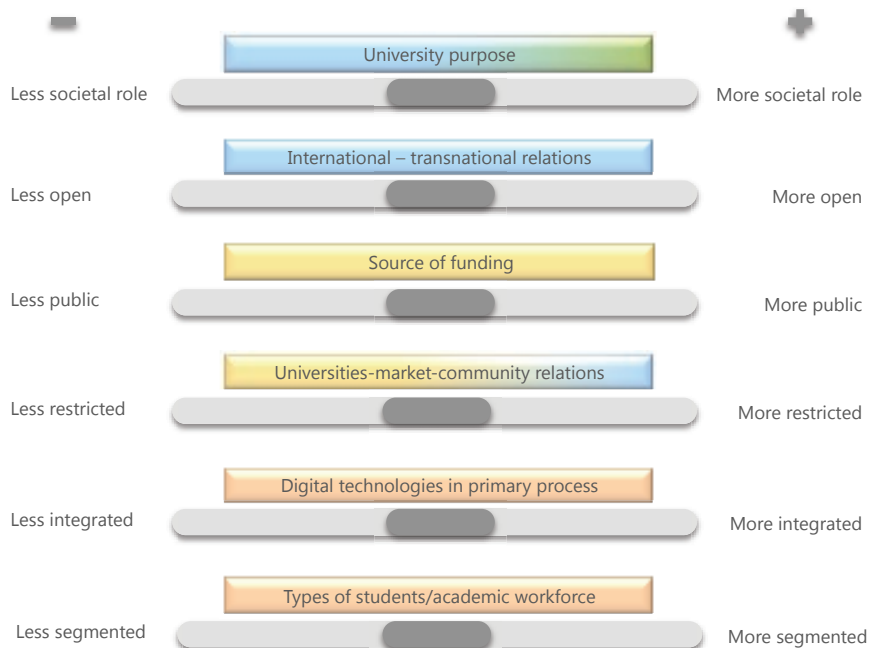 University purpose
Less societal role
More societal role
International – transnational relations
Less open
More open
Source of funding
Less public
More public
Universities-market-community relations
Less restricted
More restricted
Digital technologies in primary process
Less integrated
More integrated
Types of students/academic workforce
Less segmented
More segmented